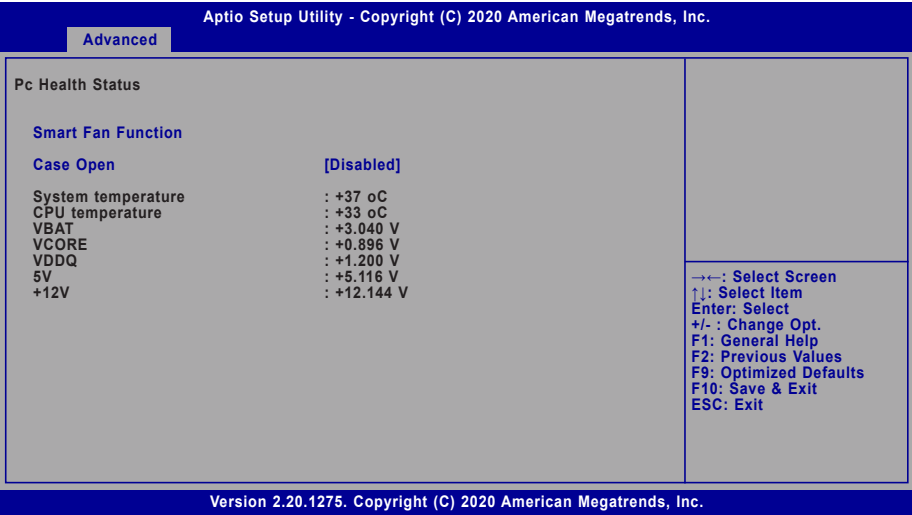 Aptio Setup Utility - Copyright (C) 2020 American Megatrends, Inc.
Advanced
Pc Health Status
Smart Fan Function
Case Open [Disabled]
System temperature : +37 oC
CPU temperature : +33 oC
VBAT : +3.040 V
VCORE : +0.896 V
VDDQ : +1.200 V
5V : +5.116 V
+12V : +12.144 V
→←: Select Screen
↑↓: Select Item
Enter: Select
+/- : Change Opt.
F1: General Help
F2: Previous Values
F9: Optimized Defaults
F10: Save & Exit
ESC: Exit
Version 2.20.1275. Copyright (C) 2020 American Megatrends, Inc.